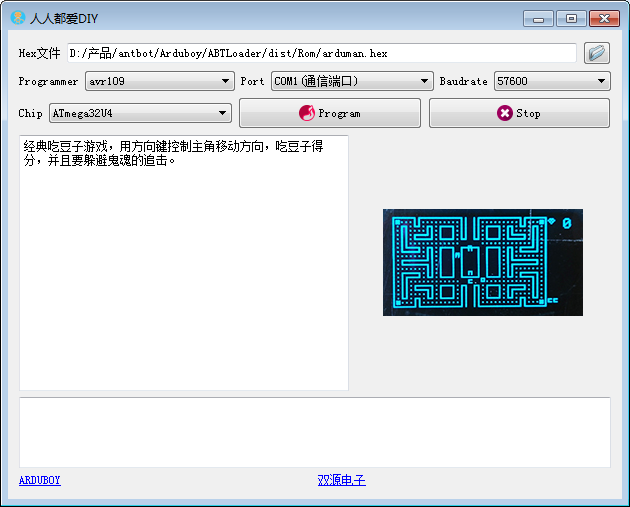 人人都爱DIY
Hex文件 D:/产品/antbot/Arduboy/ABTLoader/dist/Rom/arduman.hex
Programmer avr109 Port COM1(通信端口) Baudrate 57600
Chip ATmega32U4 Program Stop
经典吃豆子游戏，用方向键控制主角移动方向，吃豆子得
分，并且要躲避鬼魂的追击。
0
ARDUBOY 双源电子